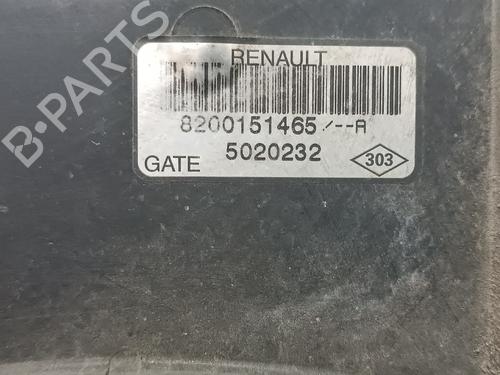 B-PARTS
RENAULT
8200151465/--A
GATE 5020232 303